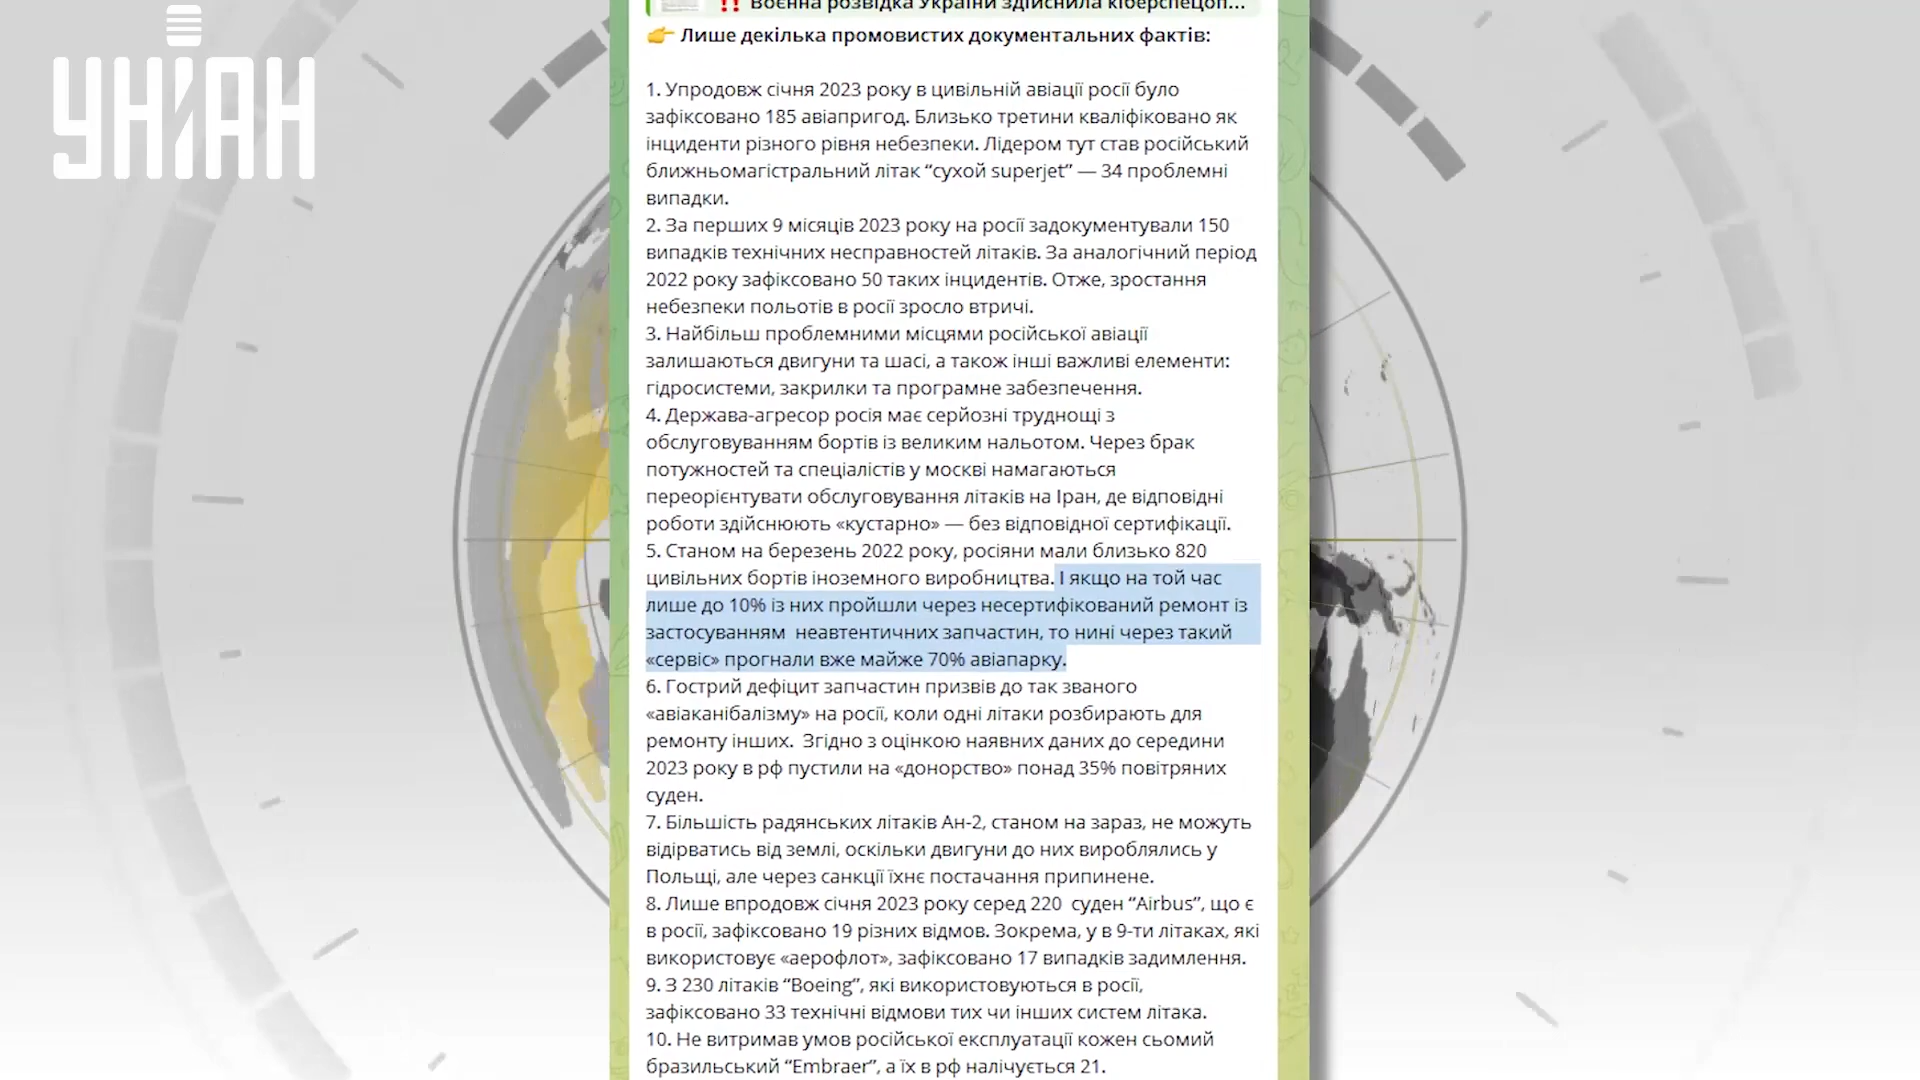 УНІАН
‼ Воєнна розвідка України здійснила кіберспецоп...
👉 Лише декілька промовистих документальних фактів:
1. Упродовж січня 2023 року в цивільній авіації росії було
зафіксовано 185 авіапригод. Близько третини кваліфіковано як
інциденти різного рівня небезпеки. Лідером тут став російський
ближньомагістральний літак “сухой superjet” — 34 проблемні
випадки.
2. За перших 9 місяців 2023 року на росії задокументували 150
випадків технічних несправностей літаків. За аналогічний період
2022 року зафіксовано 50 таких інцидентів. Отже, зростання
небезпеки польотів в росії зросло втричі.
3. Найбільш проблемними місцями російської авіації
залишаються двигуни та шасі, а також інші важливі елементи:
гідросистеми, закрилки та програмне забезпечення.
4. Держава-агресор росія має серйозні труднощі з
обслуговуванням бортів із великим нальотом. Через брак
потужностей та спеціалістів у москві намагаються
переорієнтувати обслуговування літаків на Іран, де відповідні
роботи здійснюють «кустарно» — без відповідної сертифікації.
5. Станом на березень 2022 року, росіяни мали близько 820
цивільних бортів іноземного виробництва. І якщо на той час
лише до 10% із них пройшли через несертифікований ремонт із
застосуванням  неавтентичних запчастин, то нині через такий
«сервіс» прогнали вже майже 70% авіапарку.
6. Гострий дефіцит запчастин призвів до так званого
«авіаканібалізму» на росії, коли одні літаки розбирають для
ремонту інших.  Згідно з оцінкою наявних даних до середини
2023 року в рф пустили на «донорство» понад 35% повітряних
суден.
7. Більшість радянських літаків Ан-2, станом на зараз, не можуть
відірватись від землі, оскільки двигуни до них вироблялись у
Польщі, але через санкції їхнє постачання припинене.
8. Лише впродовж січня 2023 року серед 220  суден “Airbus”, що є
в росії, зафіксовано 19 різних відмов. Зокрема, у в 9-ти літаках, які
використовує «аерофлот», зафіксовано 17 випадків задимлення.
9. З 230 літаків “Boeing”, які використовуються в росії,
зафіксовано 33 технічні відмови тих чи інших систем літака.
10. Не витримав умов російської експлуатації кожен сьомий
бразильський “Embraer”, а їх в рф налічується 21.